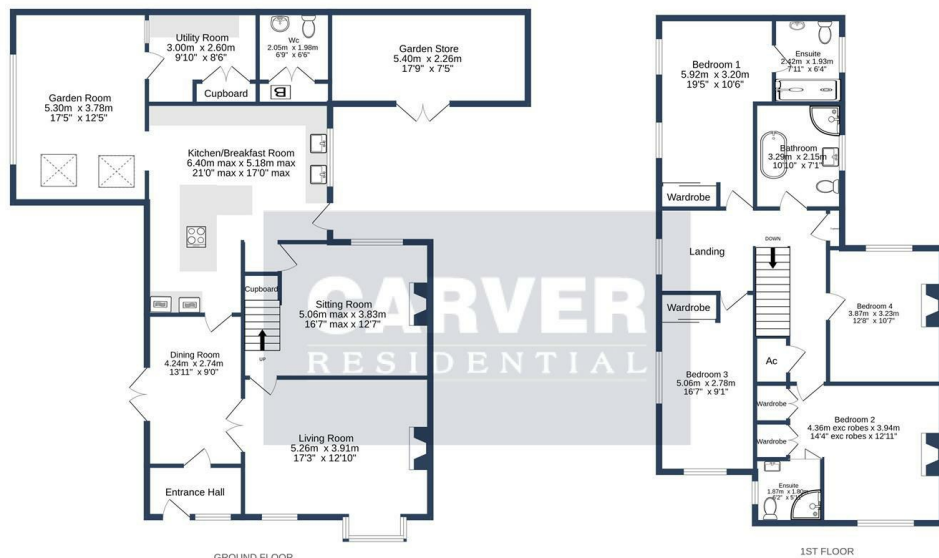 Utility Room
3.00m x 2.60m
9'10" x 8'6"
Wc
2.05m x 1.98m
6'9" x 6'6"
Garden Store
5.40m x 2.26m
17'9" x 7'5"
Garden Room
5.30m x 3.78m
17'5" x 12'5"
Cupboard
B
Kitchen/Breakfast Room
6.40m max x 5.18m max
21'0" max x 17'0" max
Cupboard
Sitting Room
5.06m max x 3.83m
16'7" max x 12'7"
UP
Dining Room
4.24m x 2.74m
13'11" x 9'0"
Living Room
5.26m x 3.91m
17'3" x 12'10"
Entrance Hall
GROUND FLOOR
Bedroom 1
5.92m x 3.20m
19'5" x 10'6"
Ensuite
2.42m x 1.93m
7'11" x 6'4"
Bathroom
3.29m x 2.15m
10'10" x 7'1"
Wardrobe
Landing
DOWN
Wardrobe
Bedroom 4
3.87m x 3.23m
12'8" x 10'7"
Ac
Bedroom 3
5.06m x 2.78m
16'7" x 9'1"
Wardrobe
Wardrobe
Bedroom 2
4.36m exc robes x 3.94m
14'4" exc robes x 12'11"
Ensuite
1.87m x 1.80m
6'2" x 5'11"
1ST FLOOR
CARVER
RESIDENTIAL